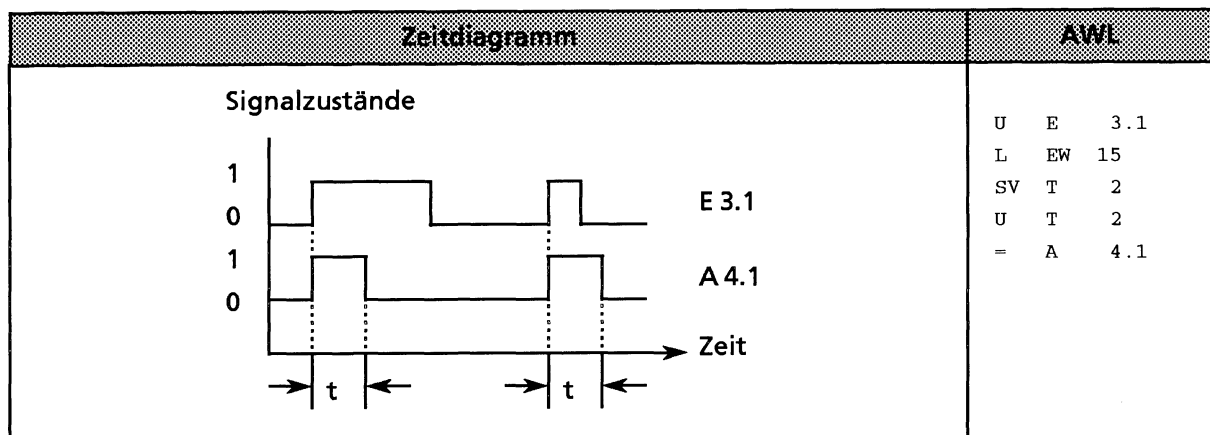 Zeitdiagramm
AWL
Signalzustände
1
0
E 3.1
1
0
A 4.1
Zeit
t
t
U E 3.1
L EW 15
SV T 2
U T 2
= A 4.1